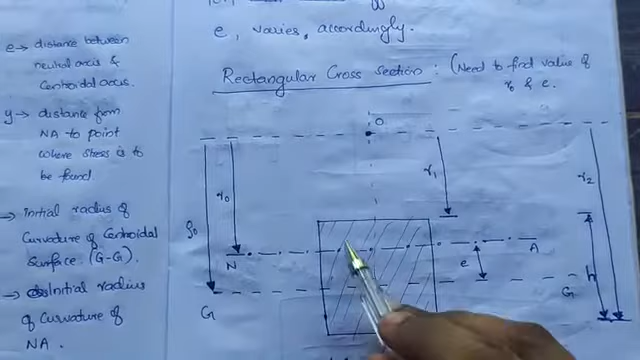 e, varies, accordingly.
e → distance between
neutral axis &
Centroidal axis.
y → distance from
NA to point
where stress is to
be found.
→ Initial radius of
Curvature of Centroidal
Surface. (G-G).
→ Initial radius
of Curvature of
NA.
Rectangular Cross section : (Need to find value of
r₀ & e.
O
r₀
r₁
r₂
ρ₀
N
A
e
h
G
G